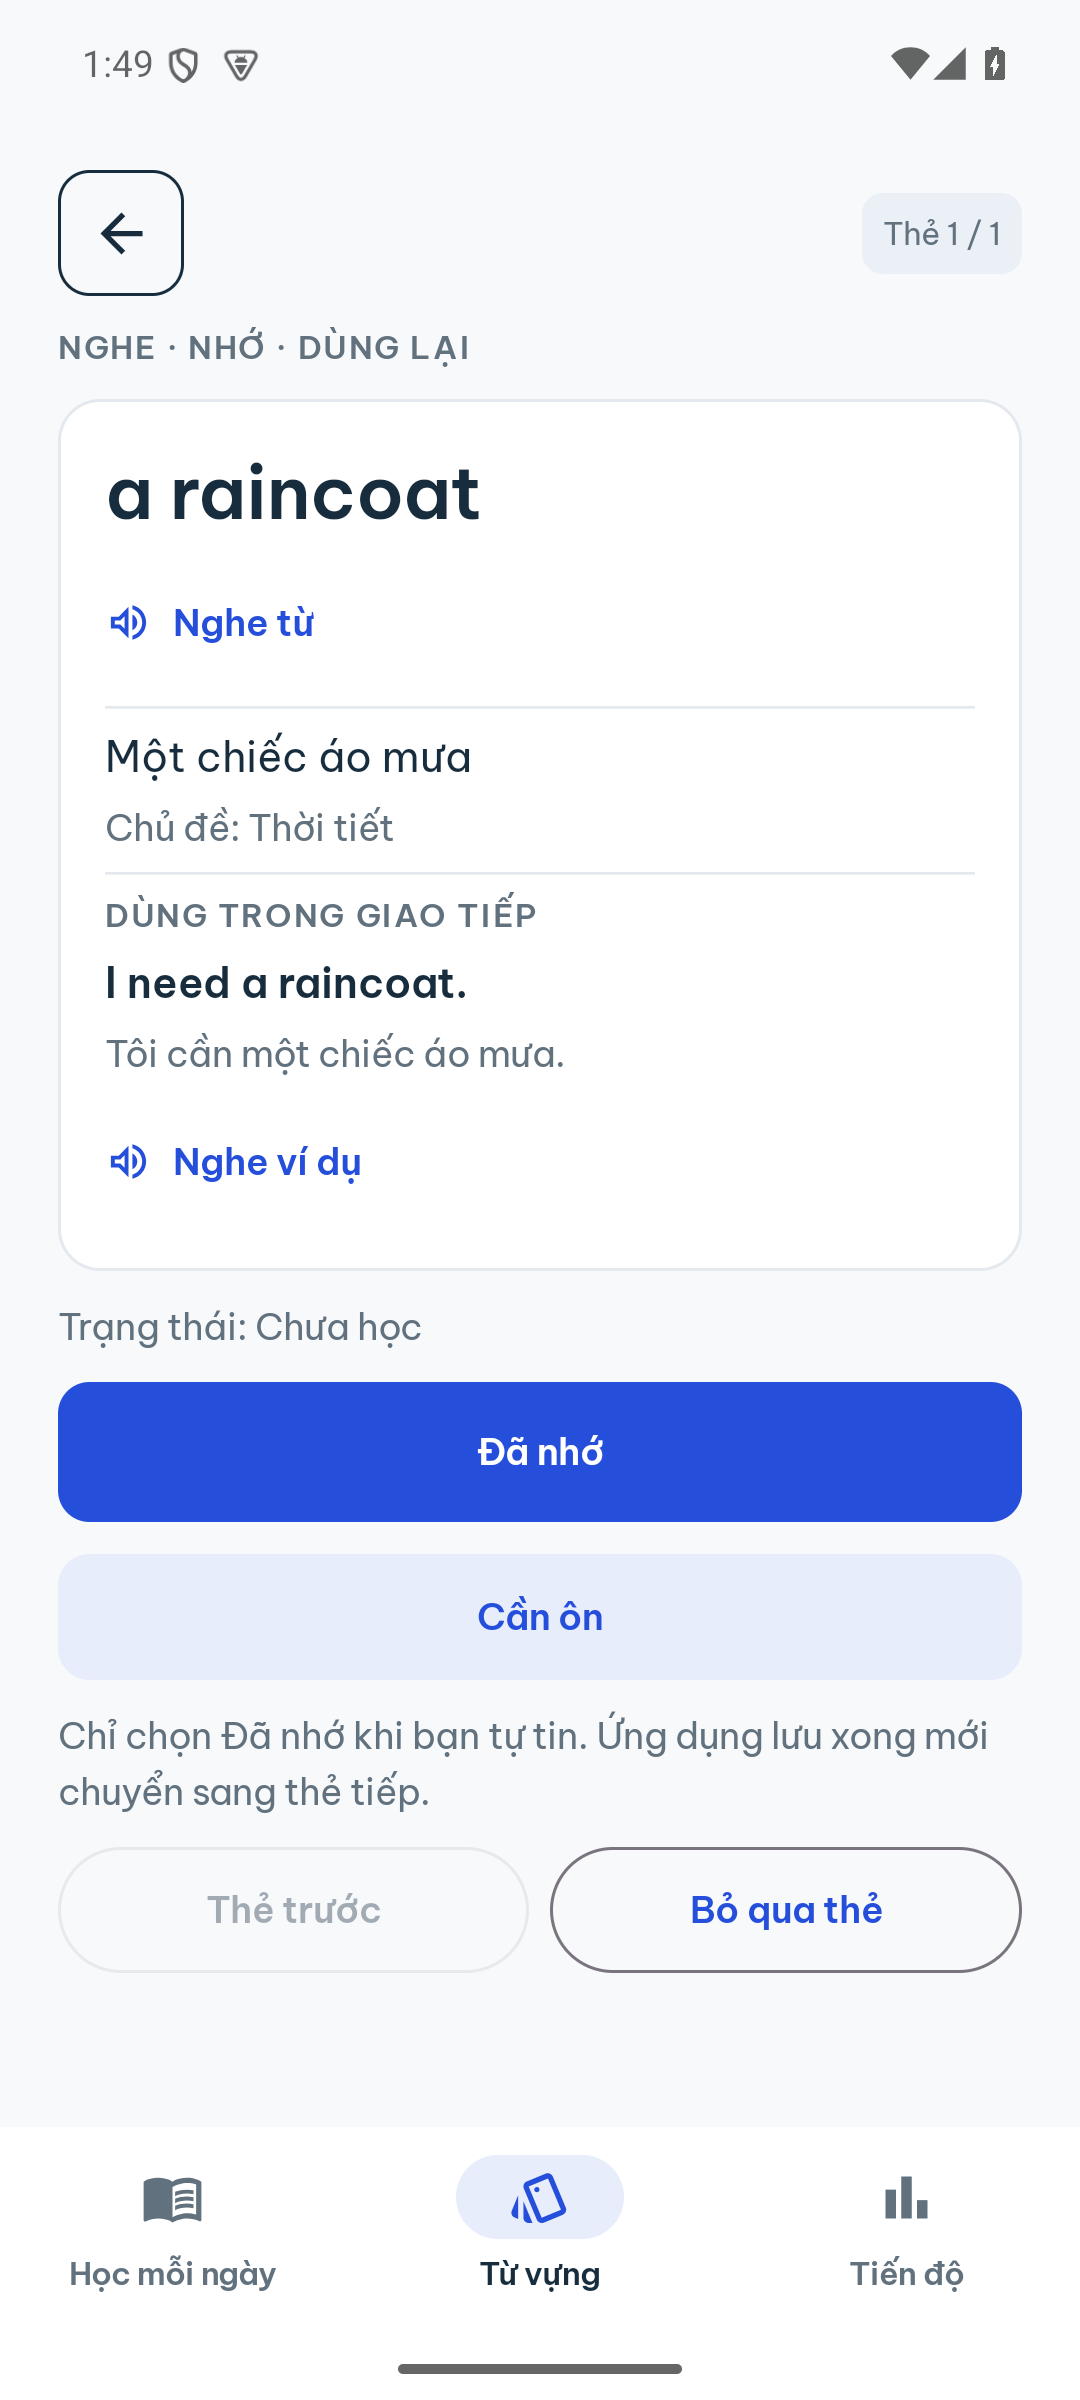 1:49
Thẻ 1 / 1
NGHE · NHỚ · DÙNG LẠI
a raincoat
Nghe từ
Một chiếc áo mưa
Chủ đề: Thời tiết
DÙNG TRONG GIAO TIẾP
I need a raincoat.
Tôi cần một chiếc áo mưa.
Nghe ví dụ
Trạng thái: Chưa học
Đã nhớ
Cần ôn
Chỉ chọn Đã nhớ khi bạn tự tin. Ứng dụng lưu xong mới
chuyển sang thẻ tiếp.
Thẻ trước
Bỏ qua thẻ
Học mỗi ngày
Từ vựng
Tiến độ